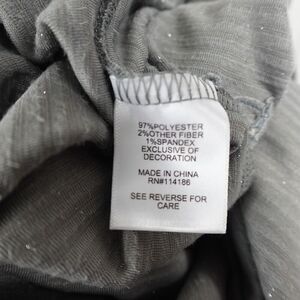 97%POLYESTER
2%OTHER FIBER
1%SPANDEX
EXCLUSIVE OF
DECORATION
MADE IN CHINA
RN#114186
SEE REVERSE FOR
CARE